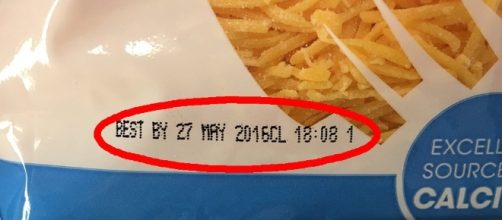 BEST BY 27 MAY 2016CL 18:08 1
EXCELL
SOURCE
CALCI